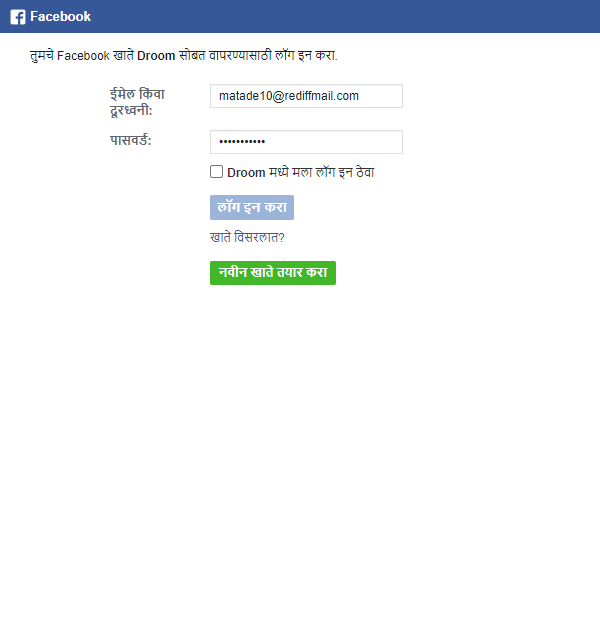 Facebook
तुमचे Facebook खाते Droom सोबत वापरण्यासाठी लॉग इन करा.
ईमेल किंवा
दूरध्वनी:
matade10@rediffmail.com
पासवर्ड:
•••••••••••
Droom मध्ये मला लॉग इन ठेवा
लॉग इन करा
खाते विसरलात?
नवीन खाते तयार करा